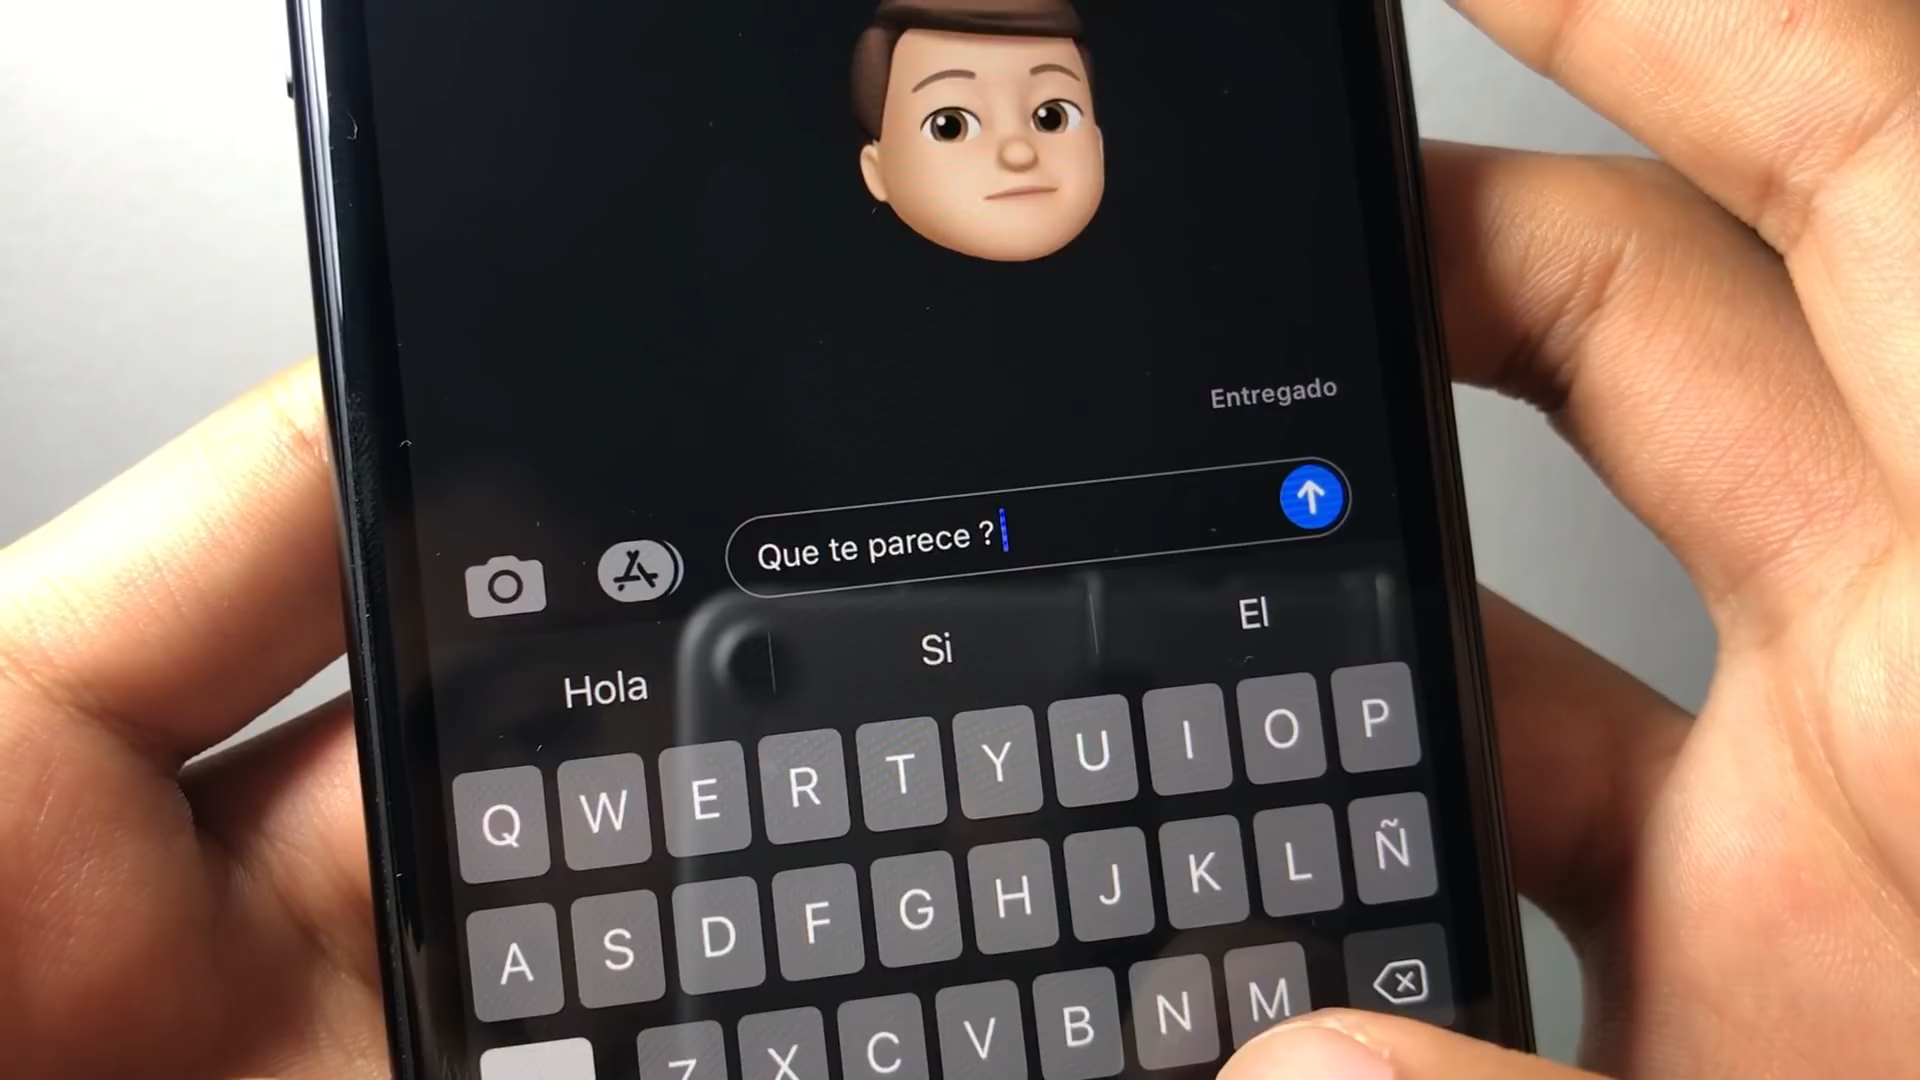 Entregado
Que te parece ?
Hola Si El
Q W E R T Y U I O P
A S D F G H J K L Ñ
Z X C V B N M